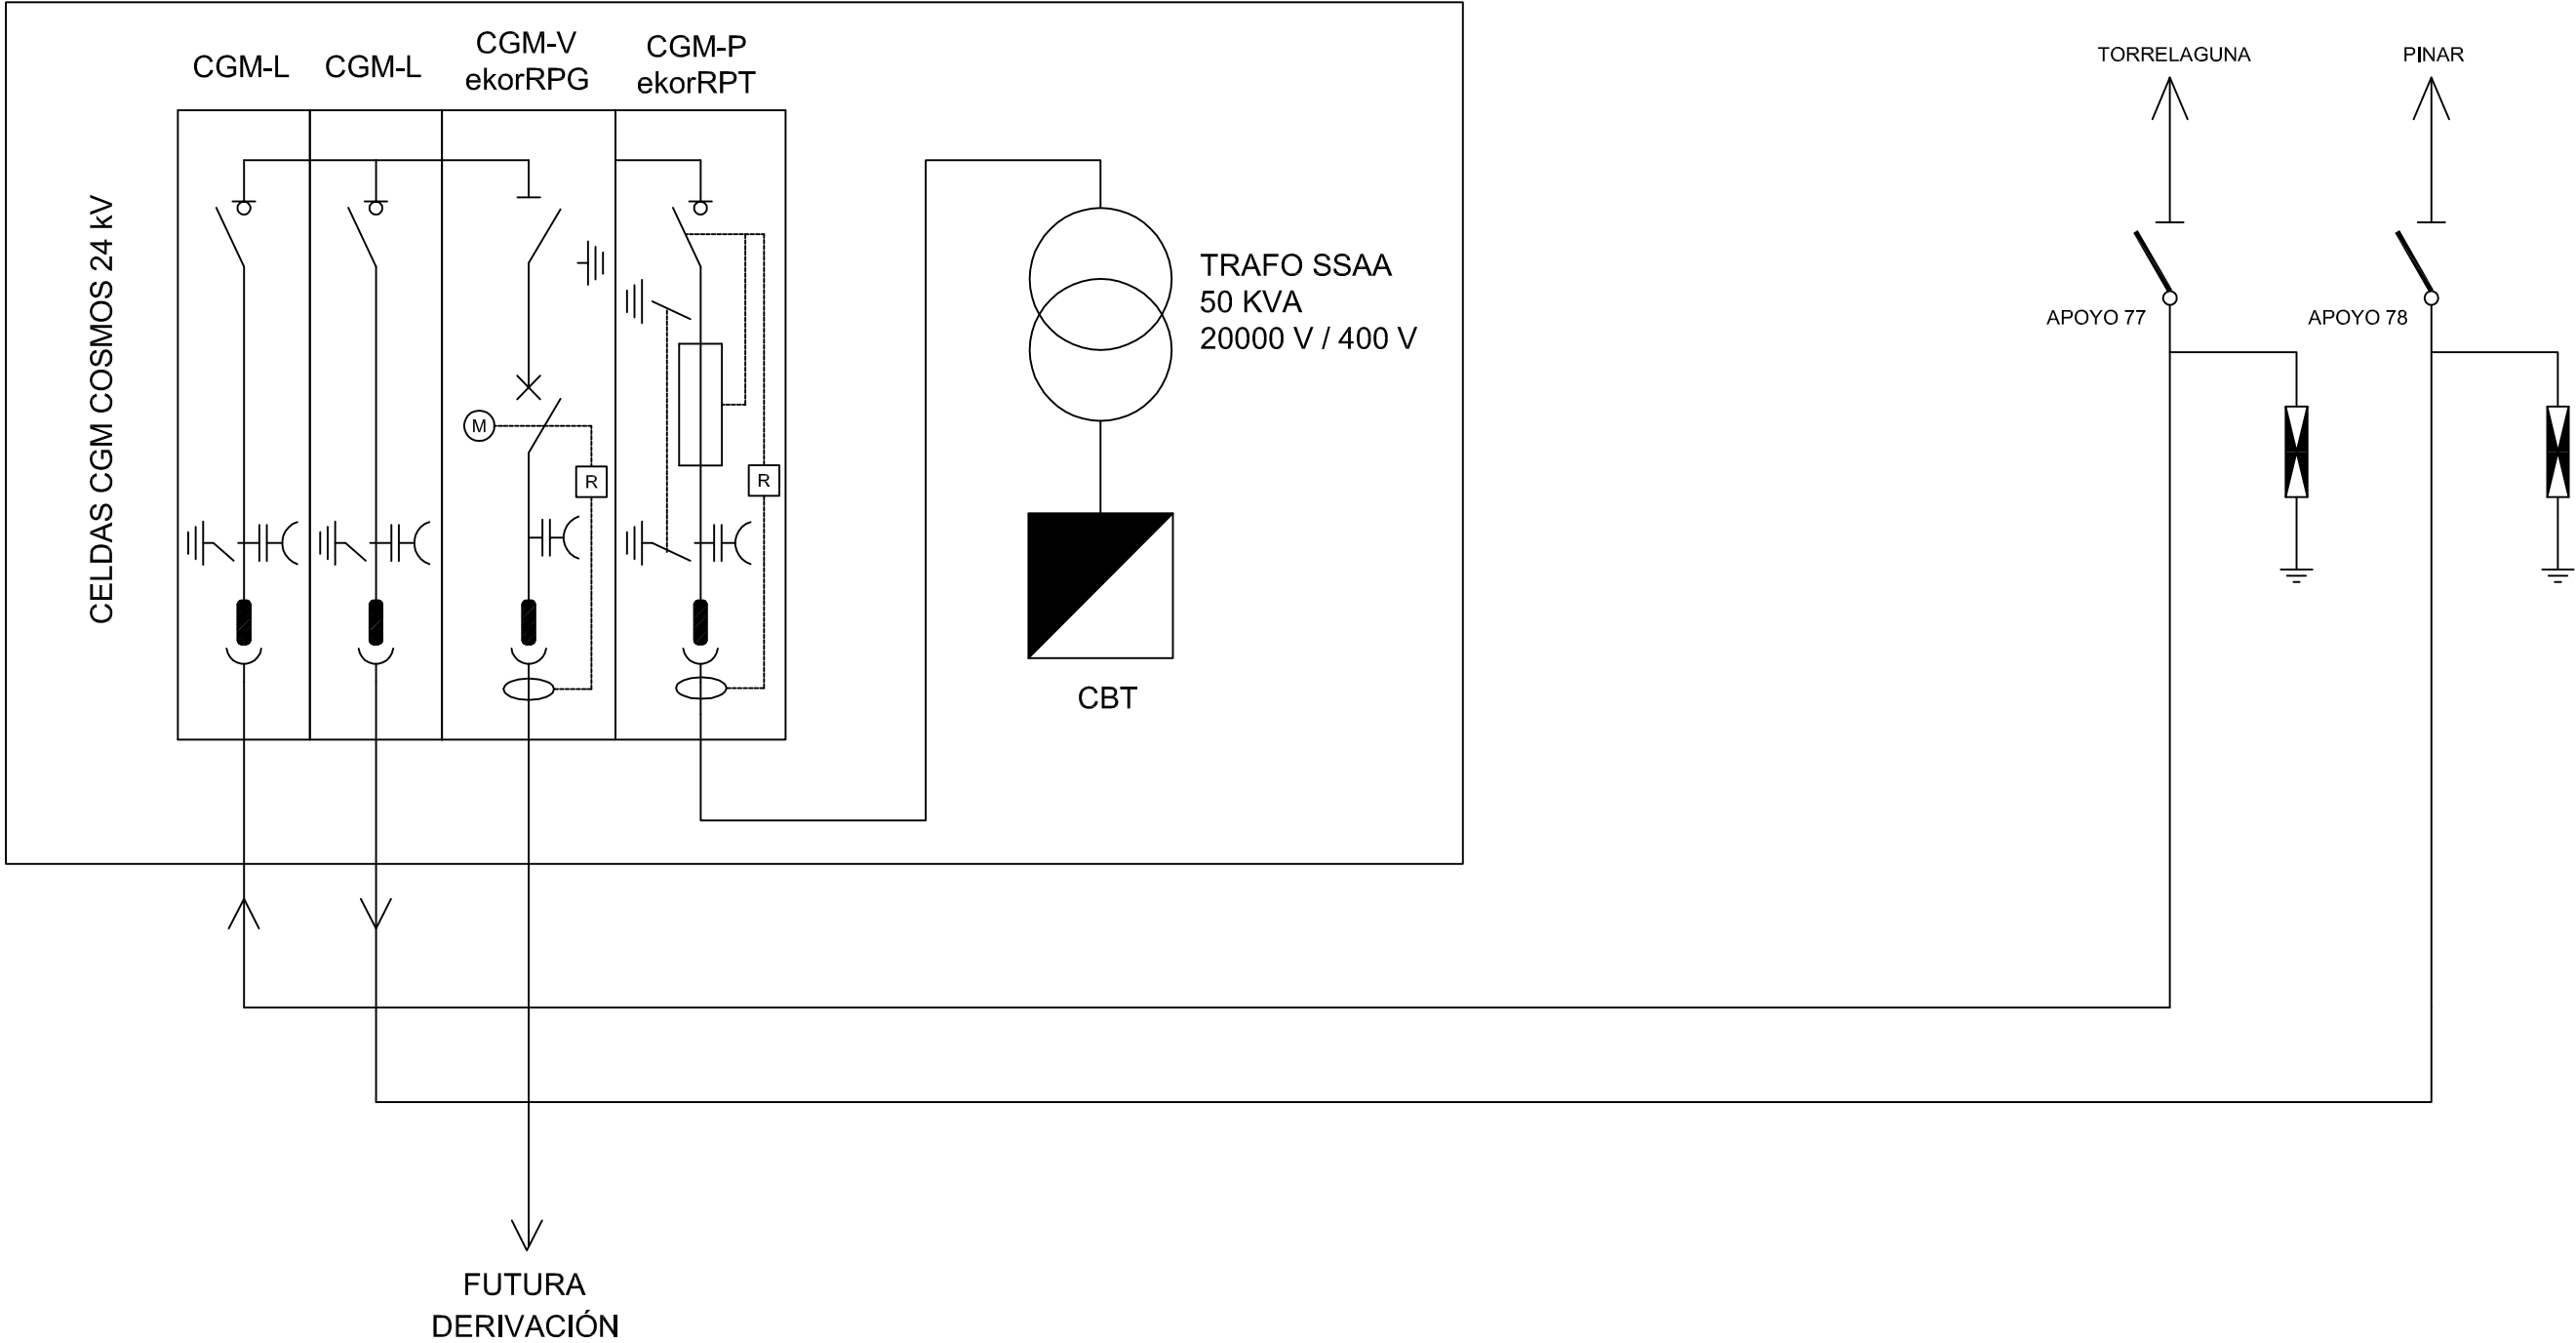 CGM-L
CGM-L
CGM-V
ekorRPG
CGM-P
ekorRPT
CELDAS CGM COSMOS 24 kV
M
R
R
TRAFO SSAA
50 KVA
20000 V / 400 V
CBT
TORRELAGUNA
PINAR
APOYO 77
APOYO 78
FUTURA
DERIVACIÓN